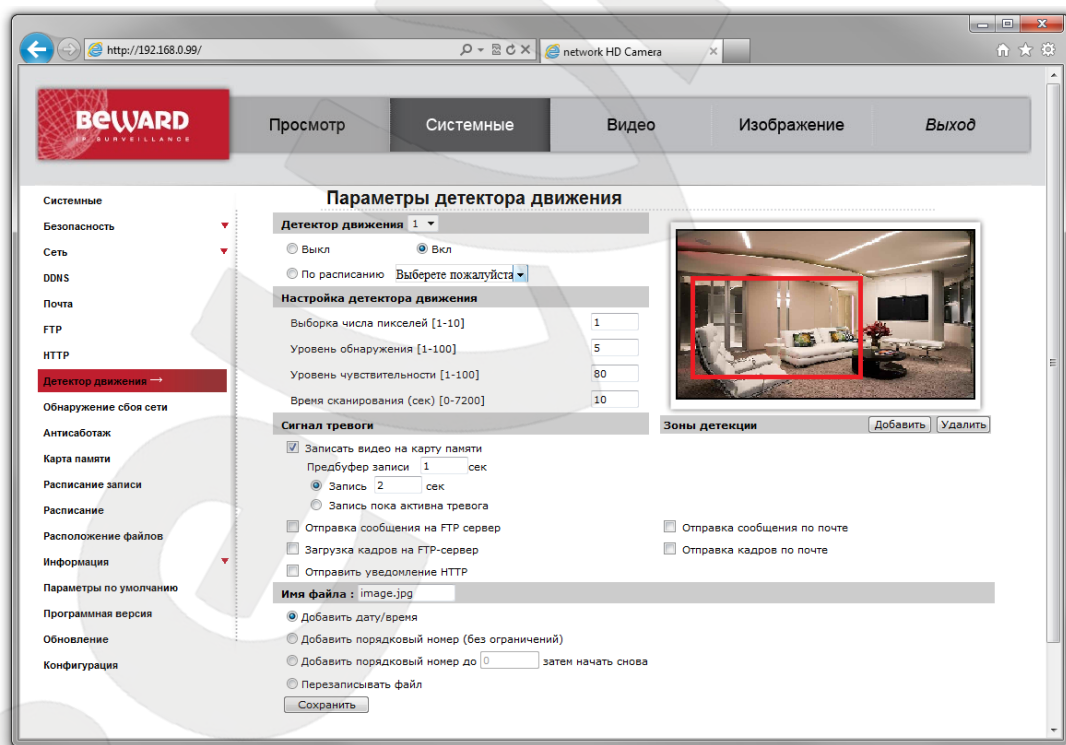 http://192.168.0.99/
network HD Camera
BEWARD
IP SURVEILLANCE
Просмотр
Системные
Видео
Изображение
Выход
Системные
Безопасность
Сеть
DDNS
Почта
FTP
HTTP
Детектор движения →
Обнаружение сбоя сети
Антисаботаж
Карта памяти
Расписание записи
Расписание
Расположение файлов
Информация
Параметры по умолчанию
Программная версия
Обновление
Конфигурация
Параметры детектора движения
Детектор движения 1
Выкл Вкл
По расписанию Выберете пожалуйста
Настройка детектора движения
Выборка числа пикселей [1-10] 1
Уровень обнаружения [1-100] 5
Уровень чувствительности [1-100] 80
Время сканирования (сек) [0-7200] 10
Сигнал тревоги
Зоны детекции Добавить Удалить
Записать видео на карту памяти
Предбуфер записи 1 сек
Запись 2 сек
Запись пока активна тревога
Отправка сообщения на FTP сервер
Отправка сообщения по почте
Загрузка кадров на FTP-сервер
Отправка кадров по почте
Отправить уведомление HTTP
Имя файла : image.jpg
Добавить дату/время
Добавить порядковый номер (без ограничений)
Добавить порядковый номер до 0 затем начать снова
Перезаписывать файл
Сохранить